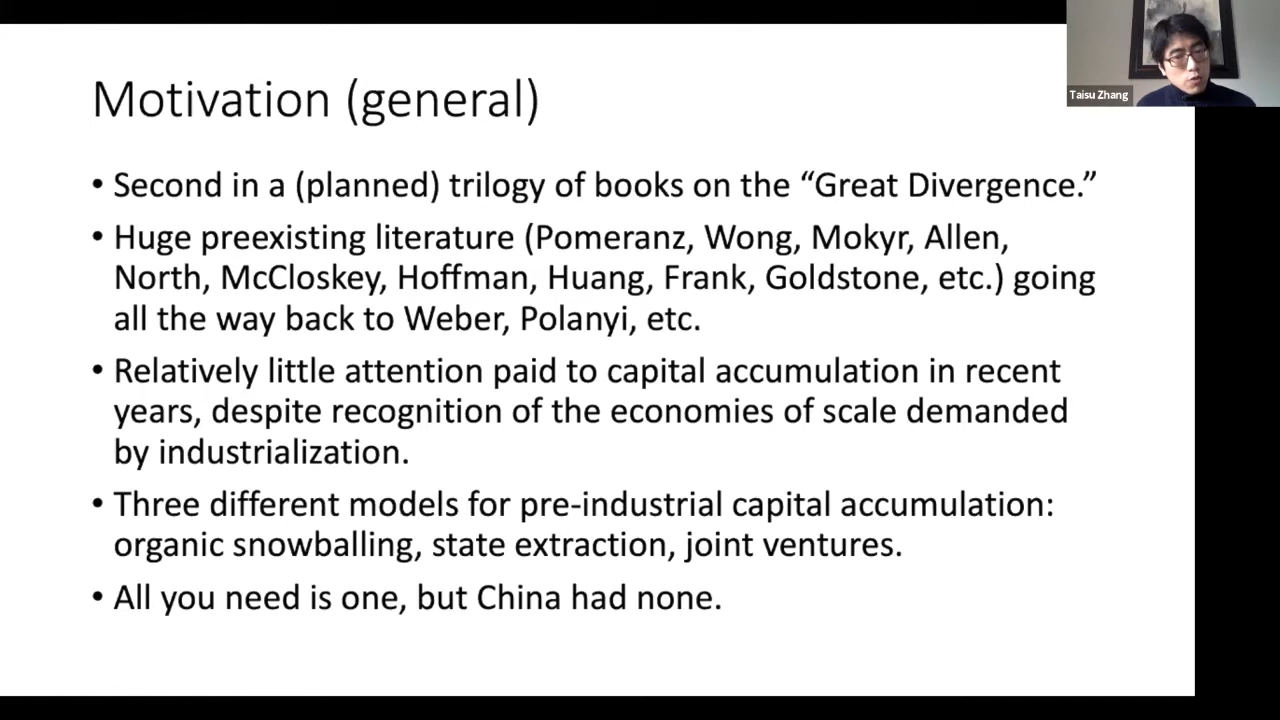 Motivation (general)
Taisu Zhang
• Second in a (planned) trilogy of books on the “Great Divergence.”
• Huge preexisting literature (Pomeranz, Wong, Mokyr, Allen,
North, McCloskey, Hoffman, Huang, Frank, Goldstone, etc.) going
all the way back to Weber, Polanyi, etc.
• Relatively little attention paid to capital accumulation in recent
years, despite recognition of the economies of scale demanded
by industrialization.
• Three different models for pre-industrial capital accumulation:
organic snowballing, state extraction, joint ventures.
• All you need is one, but China had none.